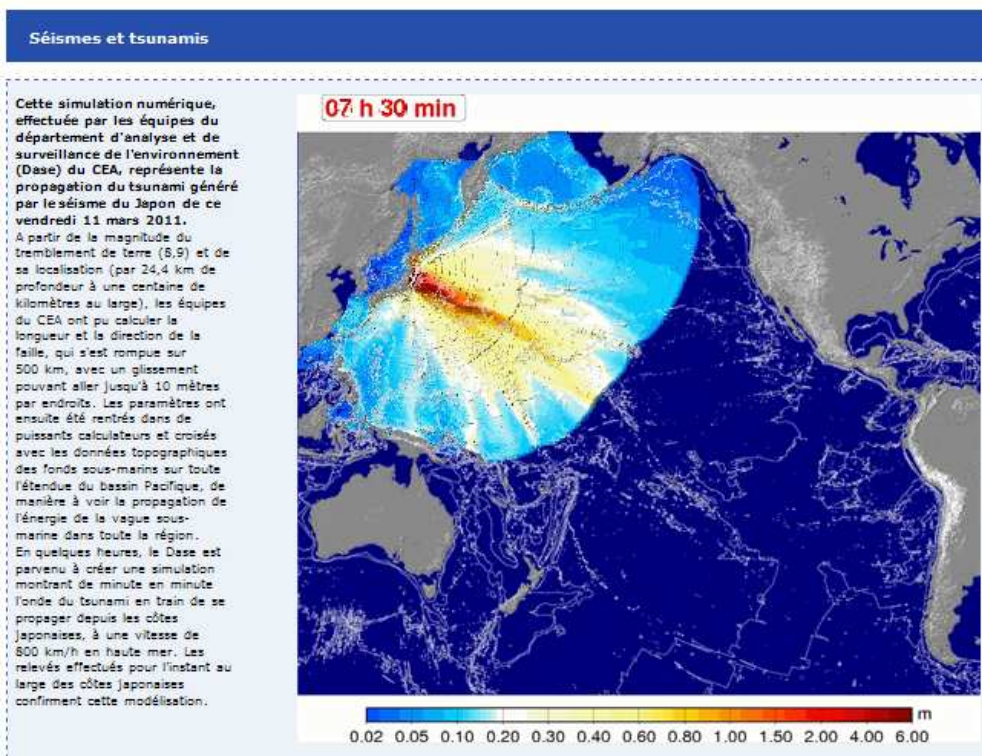 Séismes et tsunamis
Cette simulation numérique,
effectuée par les équipes du
département d'analyse et de
surveillance de l'environnement
(Dase) du CEA, représente la
propagation du tsunami généré
par le séisme du Japon de ce
vendredi 11 mars 2011.
A partir de la magnitude du
tremblement de terre (8,9) et de
sa localisation (par 24,4 km de
profondeur à une centaine de
kilomètres au large), les équipes
du CEA ont pu calculer la
longueur et la direction de la
faille, qui s'est rompue sur
500 km, avec un glissement
pouvant aller jusqu'à 10 mètres
par endroits. Les paramètres ont
ensuite été rentrés dans de
puissants calculateurs et croisés
avec les données topographiques
des fonds sous-marins sur toute
l'étendue du bassin Pacifique, de
manière à voir la propagation de
l'énergie de la vague sous-
marine dans toute la région.
En quelques heures, le Dase est
parvenu à créer une simulation
montrant de minute en minute
l'onde du tsunami en train de se
propager depuis les côtes
japonaises, à une vitesse de
800 km/h en haute mer. Les
relevés effectués pour l'instant au
large des côtes japonaises
confirment cette modélisation.
07 h 30 min
m
0.02 0.05 0.10 0.20 0.30 0.40 0.60 0.80 1.00 1.50 2.00 4.00 6.00